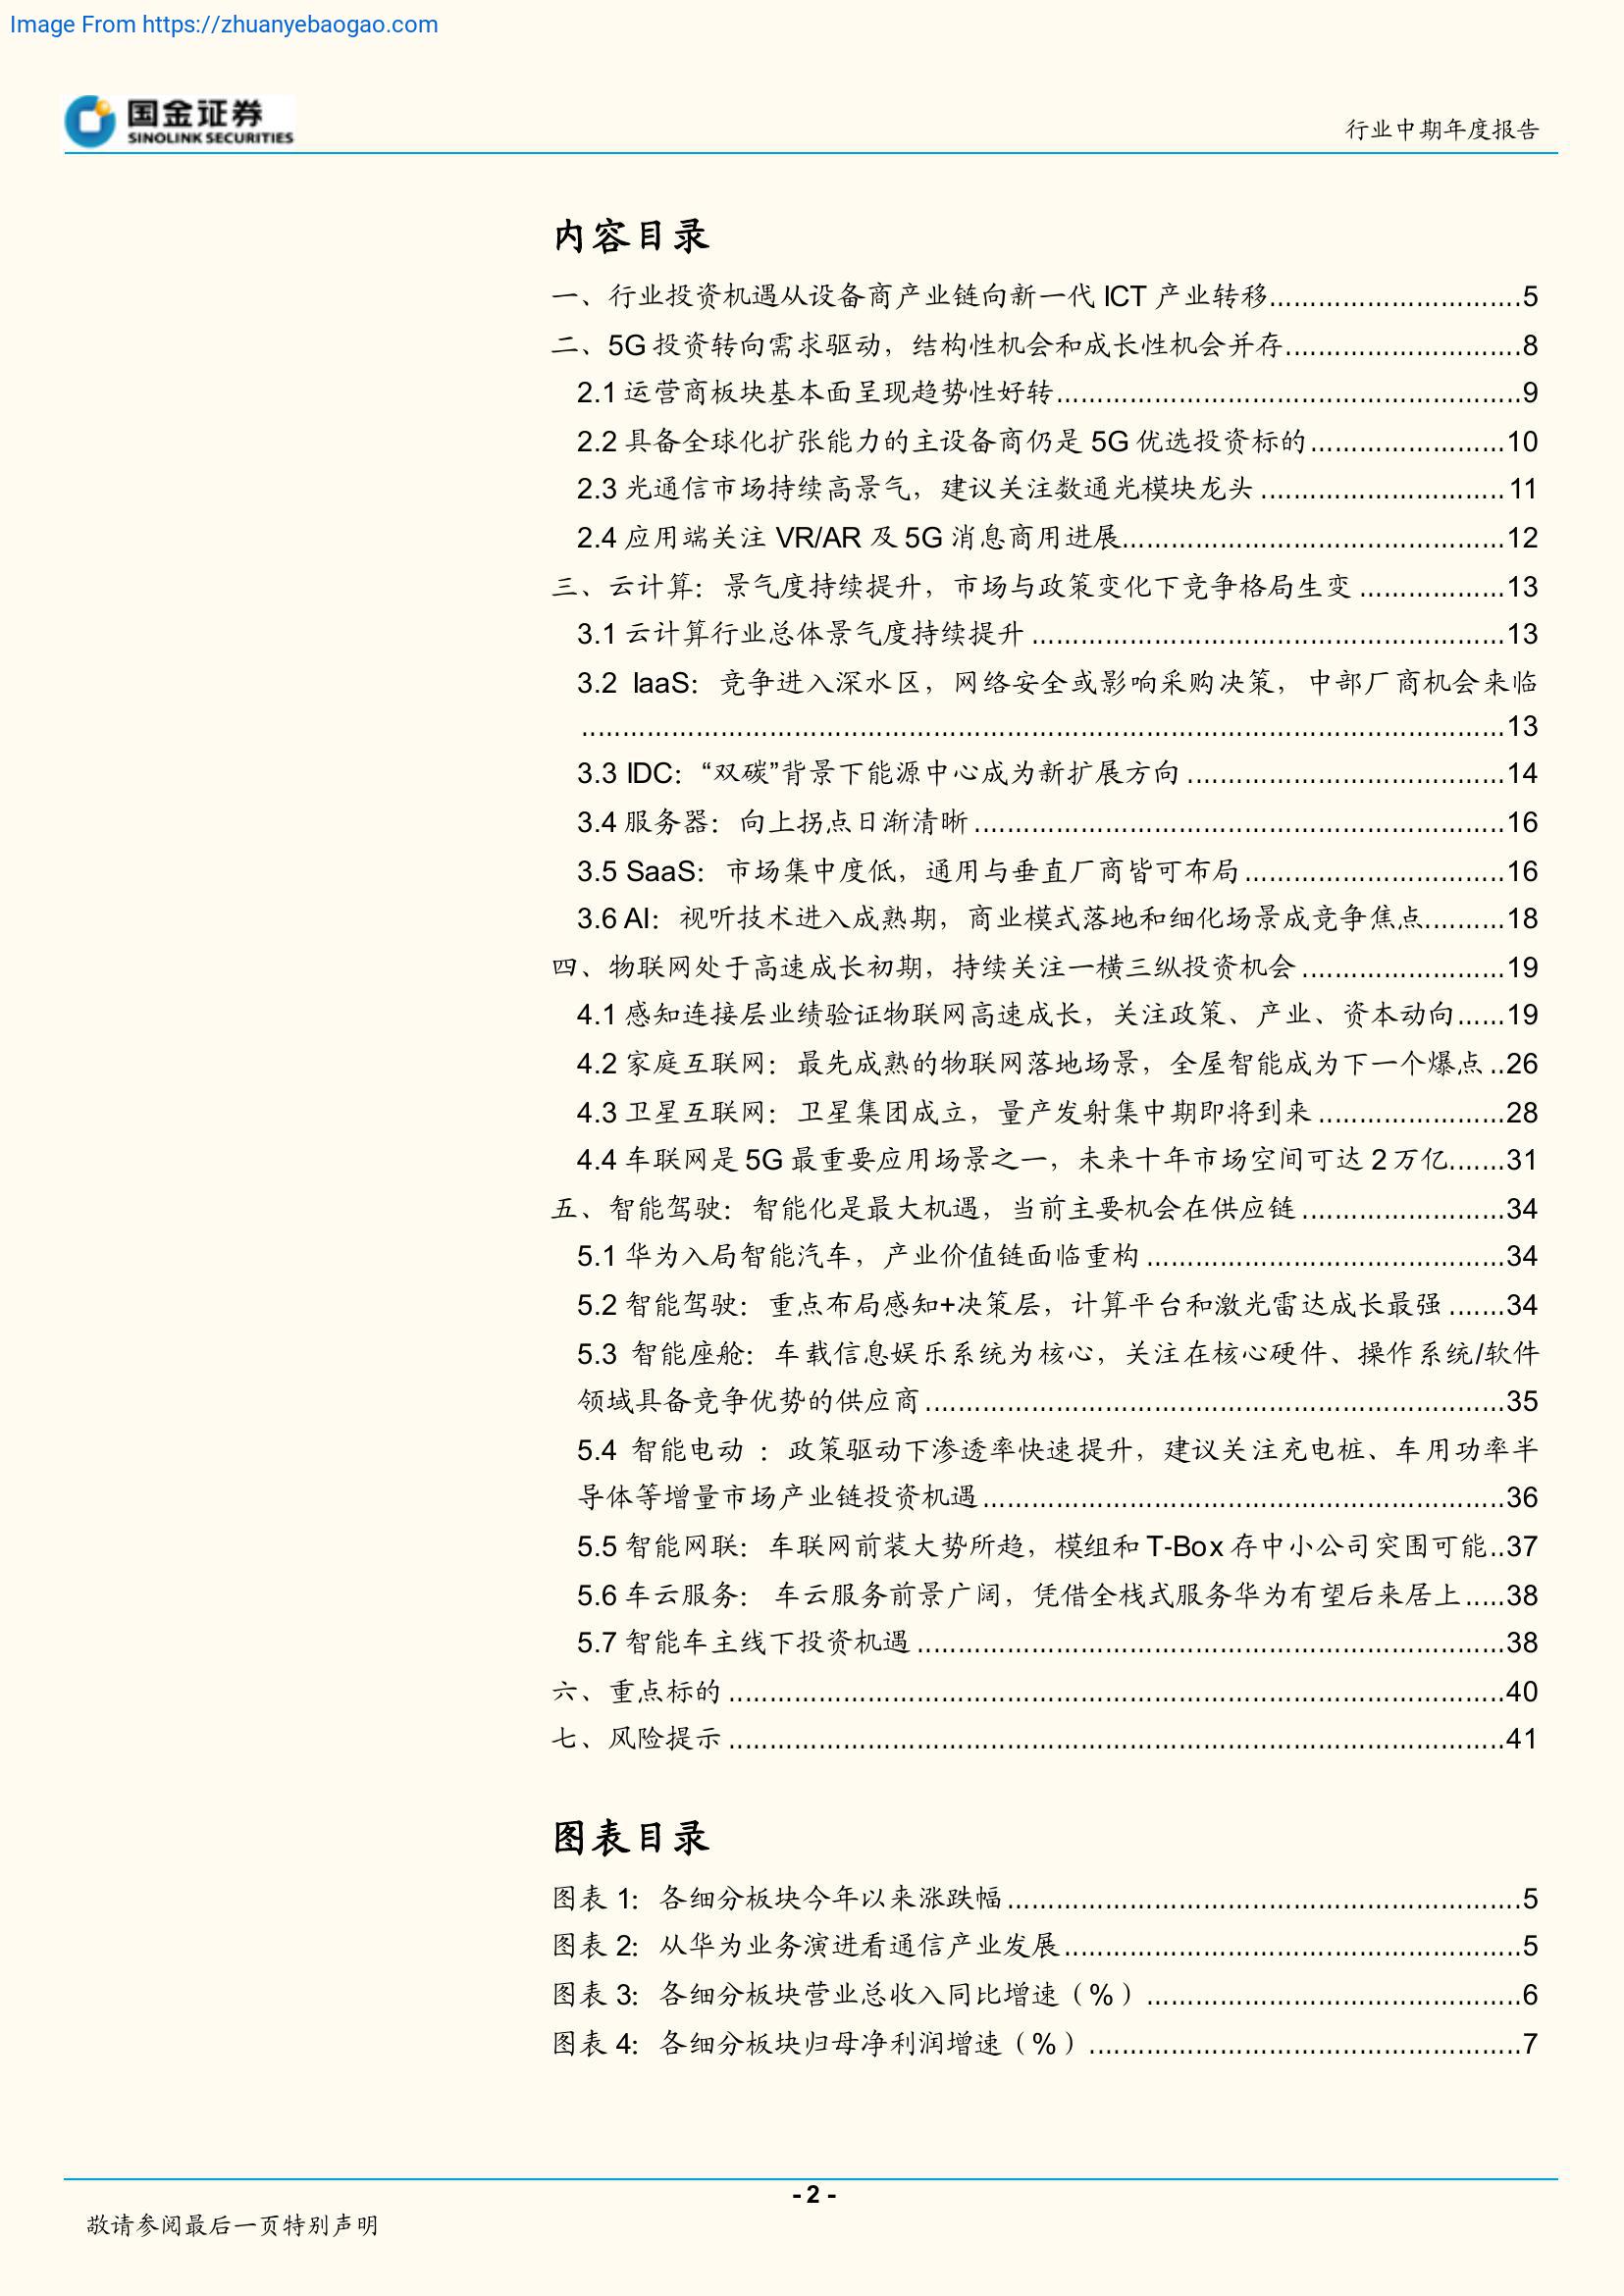 Image From https://zhuanyebaogao.com
国金证券
SINOLINK SECURITIES
行业中期年度报告
内容目录
一、行业投资机遇从设备商产业链向新一代 ICT 产业转移...............................5
二、5G 投资转向需求驱动，结构性机会和成长性机会并存.............................8
2.1 运营商板块基本面呈现趋势性好转.........................................................9
2.2 具备全球化扩张能力的主设备商仍是 5G 优选投资标的........................10
2.3 光通信市场持续高景气，建议关注数通光模块龙头..............................11
2.4 应用端关注 VR/AR 及 5G 消息商用进展...............................................12
三、云计算：景气度持续提升，市场与政策变化下竞争格局生变..................13
3.1 云计算行业总体景气度持续提升..........................................................13
3.2 IaaS：竞争进入深水区，网络安全或影响采购决策，中部厂商机会来临
.................................................................................................................13
3.3 IDC：“双碳”背景下能源中心成为新扩展方向.......................................14
3.4 服务器：向上拐点日渐清晰.................................................................16
3.5 SaaS：市场集中度低，通用与垂直厂商皆可布局................................16
3.6 AI：视听技术进入成熟期，商业模式落地和细化场景成竞争焦点..........18
四、物联网处于高速成长初期，持续关注一横三纵投资机会.........................19
4.1 感知连接层业绩验证物联网高速成长，关注政策、产业、资本动向......19
4.2 家庭互联网：最先成熟的物联网落地场景，全屋智能成为下一个爆点..26
4.3 卫星互联网：卫星集团成立，量产发射集中期即将到来.......................28
4.4 车联网是 5G 最重要应用场景之一，未来十年市场空间可达 2 万亿.......31
五、智能驾驶：智能化是最大机遇，当前主要机会在供应链.........................34
5.1 华为入局智能汽车，产业价值链面临重构............................................34
5.2 智能驾驶：重点布局感知+决策层，计算平台和激光雷达成长最强.......34
5.3 智能座舱：车载信息娱乐系统为核心，关注在核心硬件、操作系统/软件
领域具备竞争优势的供应商.......................................................................35
5.4 智能电动 ：政策驱动下渗透率快速提升，建议关注充电桩、车用功率半
导体等增量市场产业链投资机遇................................................................36
5.5 智能网联：车联网前装大势所趋，模组和 T-Box 存中小公司突围可能..37
5.6 车云服务： 车云服务前景广阔，凭借全栈式服务华为有望后来居上.....38
5.7 智能车主线下投资机遇........................................................................38
六、重点标的...............................................................................................40
七、风险提示...............................................................................................41
图表目录
图表 1：各细分板块今年以来涨跌幅...............................................................5
图表 2：从华为业务演进看通信产业发展........................................................5
图表 3：各细分板块营业总收入同比增速（%）..............................................6
图表 4：各细分板块归母净利润增速（%）.....................................................7
- 2 -
敬请参阅最后一页特别声明